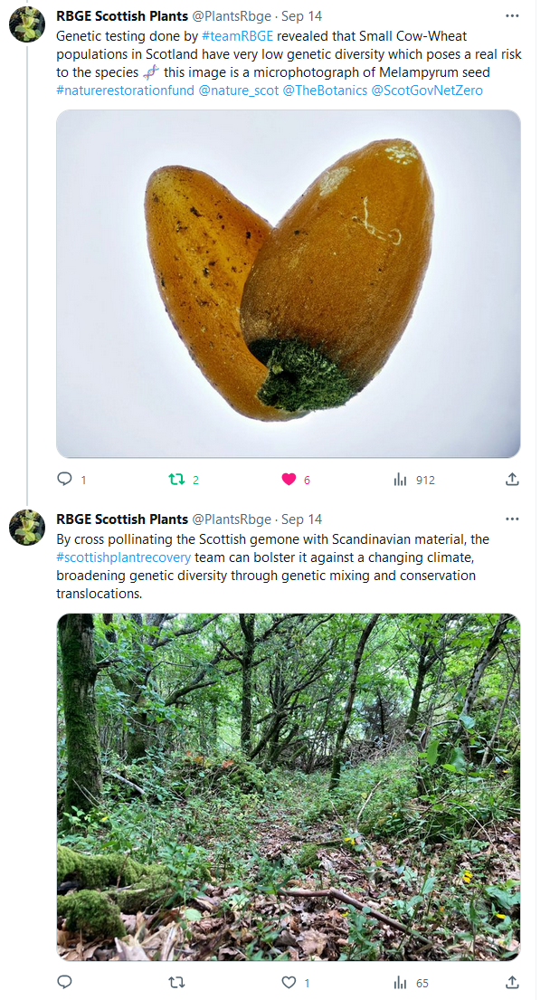 RBGE Scottish Plants @PlantsRbge · Sep 14
Genetic testing done by #teamRBGE revealed that Small Cow-Wheat
populations in Scotland have very low genetic diversity which poses a real risk
to the species 🧬 this image is a microphotograph of Melampyrum seed
#naturerestorationfund @nature_scot @TheBotanics @ScotGovNetZero
1 2 6 912
RBGE Scottish Plants @PlantsRbge · Sep 14
By cross pollinating the Scottish gemone with Scandinavian material, the
#scottishplantrecovery team can bolster it against a changing climate,
broadening genetic diversity through genetic mixing and conservation
translocations.
1 65